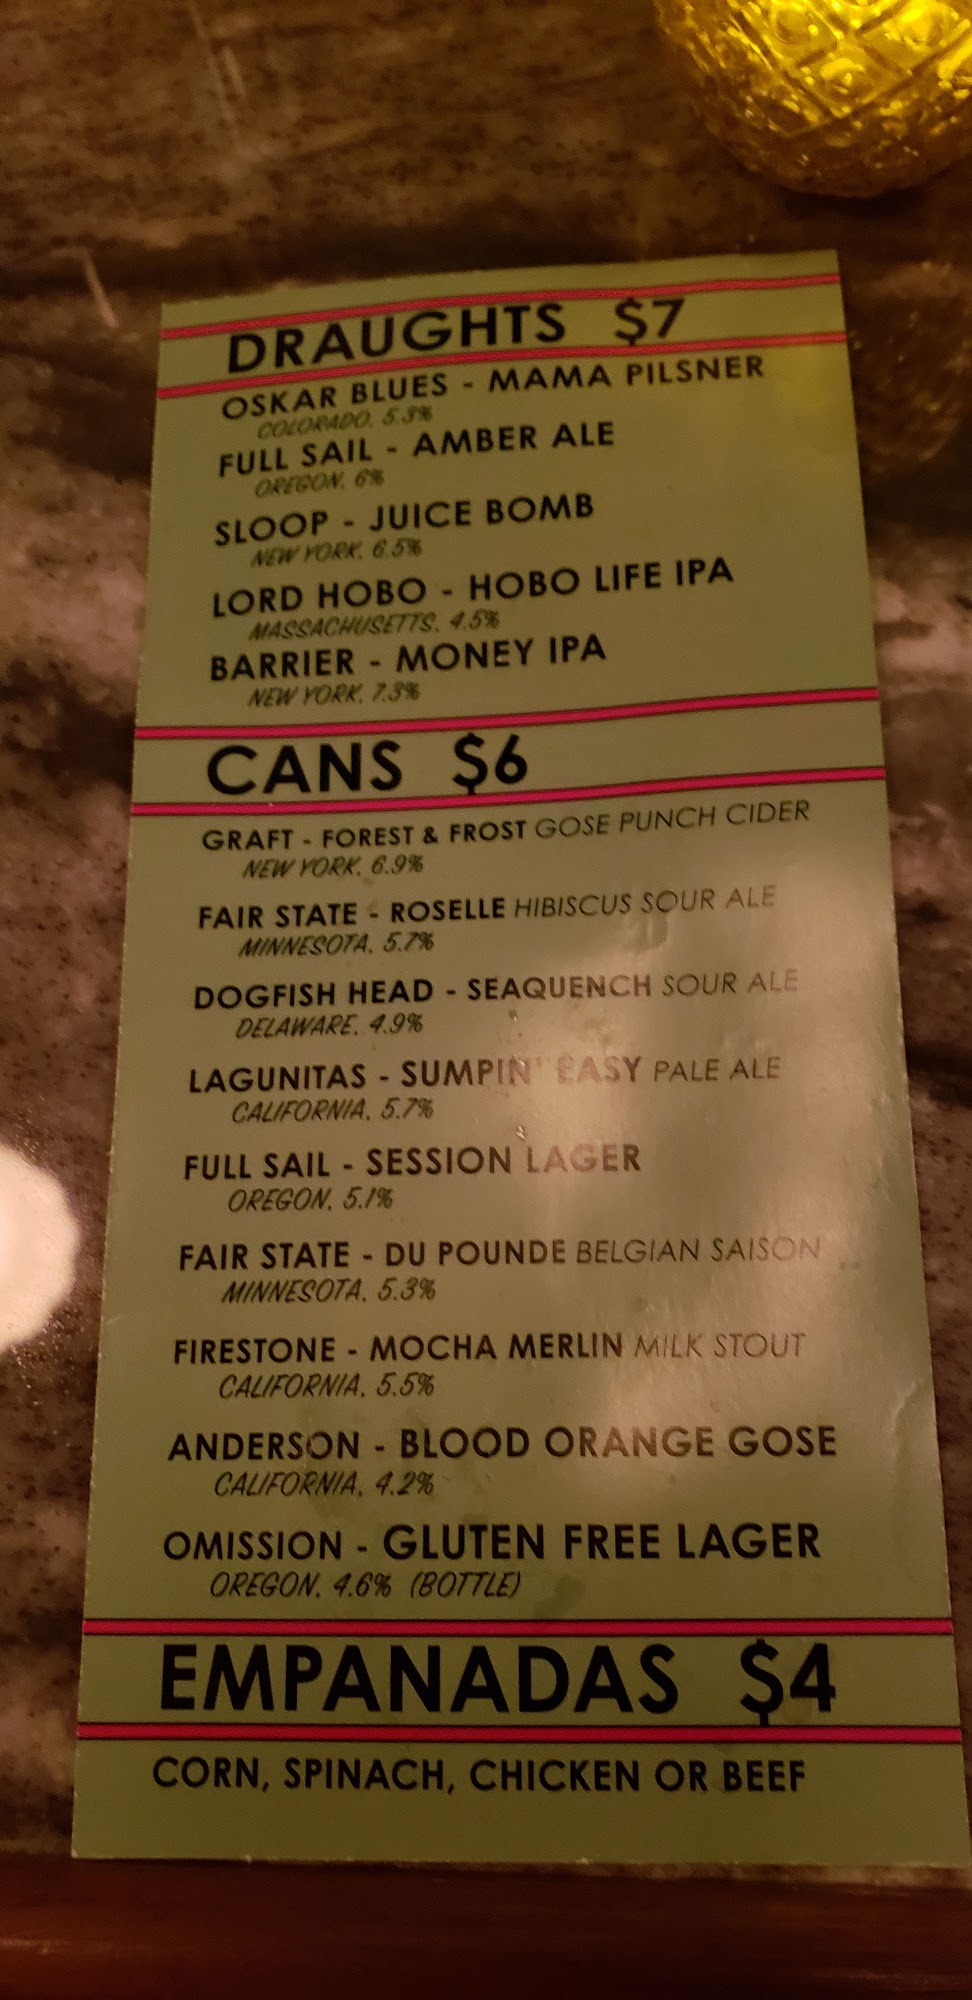 DRAUGHTS $7
OSKAR BLUES - MAMA PILSNER
COLORADO. 5.3%
FULL SAIL - AMBER ALE
OREGON. 6%
SLOOP - JUICE BOMB
NEW YORK. 6.5%
LORD HOBO - HOBO LIFE IPA
MASSACHUSETTS. 4.5%
BARRIER - MONEY IPA
NEW YORK. 7.3%
CANS $6
GRAFT - FOREST & FROST GOSE PUNCH CIDER
NEW YORK. 6.9%
FAIR STATE - ROSELLE HIBISCUS SOUR ALE
MINNESOTA. 5.7%
DOGFISH HEAD - SEAQUENCH SOUR ALE
DELAWARE. 4.9%
LAGUNITAS - SUMPIN' EASY PALE ALE
CALIFORNIA. 5.7%
FULL SAIL - SESSION LAGER
OREGON. 5.1%
FAIR STATE - DU POUNDE BELGIAN SAISON
MINNESOTA. 5.3%
FIRESTONE - MOCHA MERLIN MILK STOUT
CALIFORNIA. 5.5%
ANDERSON - BLOOD ORANGE GOSE
CALIFORNIA. 4.2%
OMISSION - GLUTEN FREE LAGER
OREGON. 4.6% (BOTTLE)
EMPANADAS $4
CORN, SPINACH, CHICKEN OR BEEF